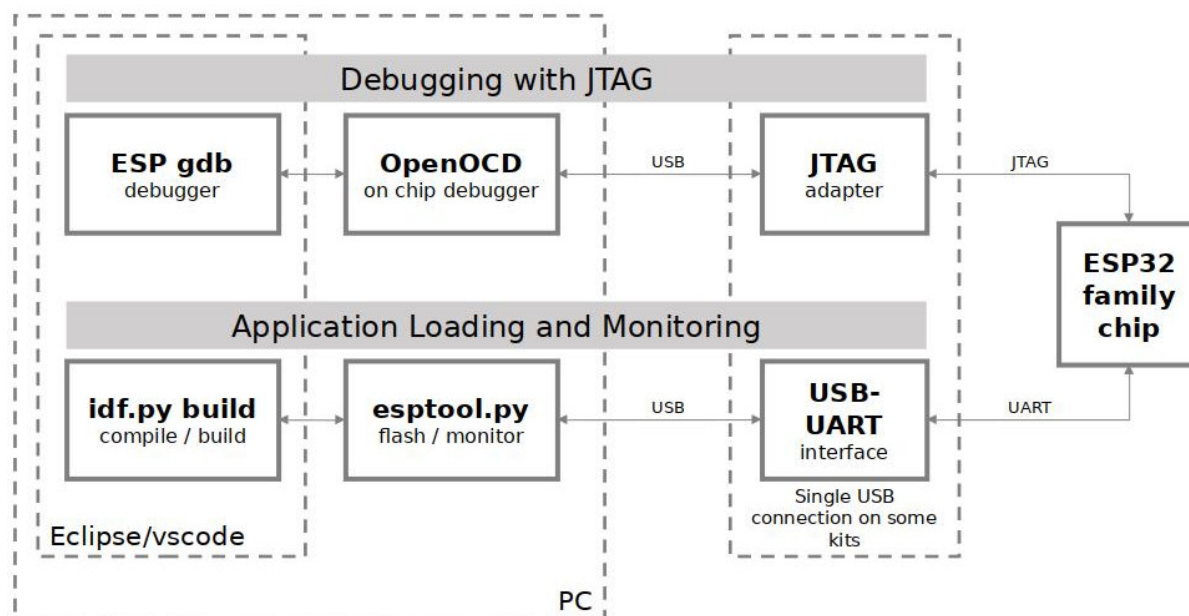 Debugging with JTAG
ESP gdb
debugger
OpenOCD
on chip debugger
USB
JTAG
adapter
JTAG
ESP32
family
chip
Application Loading and Monitoring
idf.py build
compile / build
esptool.py
flash / monitor
USB
USB-
UART
interface
UART
Single USB
connection on some
kits
Eclipse/vscode
PC